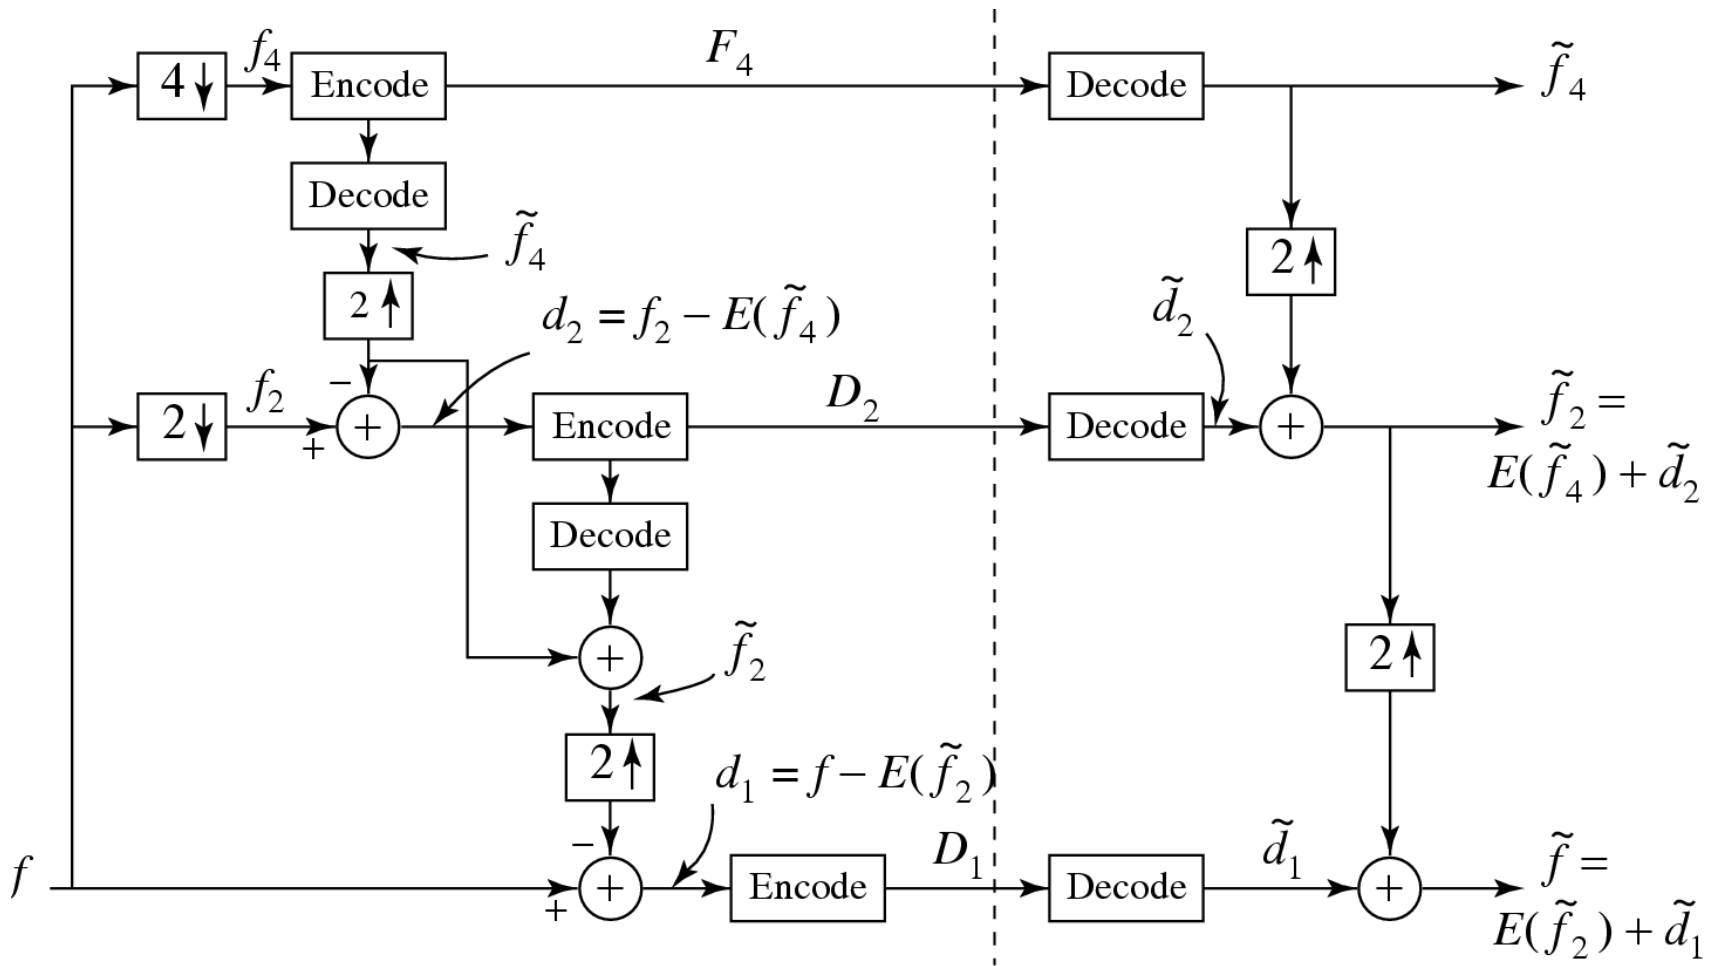 f₄
F₄
4↓
Encode
Decode
f̃₄
Decode
f̃₄
2↑
2↑
d₂ = f₂ − E(f̃₄)
d̃₂
−
f₂
D₂
f̃₂ =
2↓
+
+
Encode
Decode
+
E(f̃₄) + d̃₂
Decode
+
f̃₂
2↑
2↑
d₁ = f − E(f̃₂)
−
D₁
d̃₁
f̃ =
f
+
+
Encode
Decode
+
E(f̃₂) + d̃₁